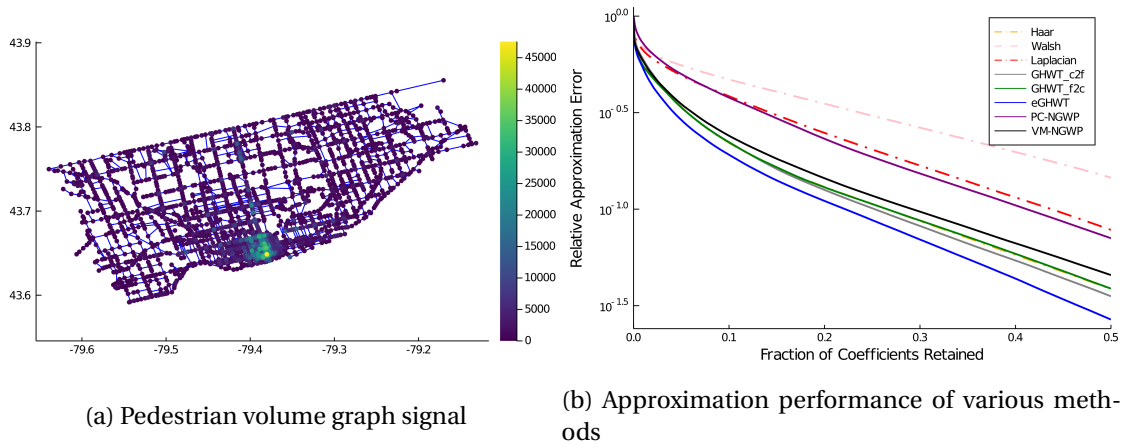 43.9
43.8
43.7
43.6
-79.6
-79.5
-79.4
-79.3
-79.2
45000
40000
35000
30000
25000
20000
15000
10000
5000
0
(a) Pedestrian volume graph signal
Relative Approximation Error
10^0.0
10^-0.5
10^-1.0
10^-1.5
0.0
0.1
0.2
0.3
0.4
0.5
Fraction of Coefficients Retained
Haar
Walsh
Laplacian
GHWT_c2f
GHWT_f2c
eGHWT
PC-NGWP
VM-NGWP
(b) Approximation performance of various meth-
ods